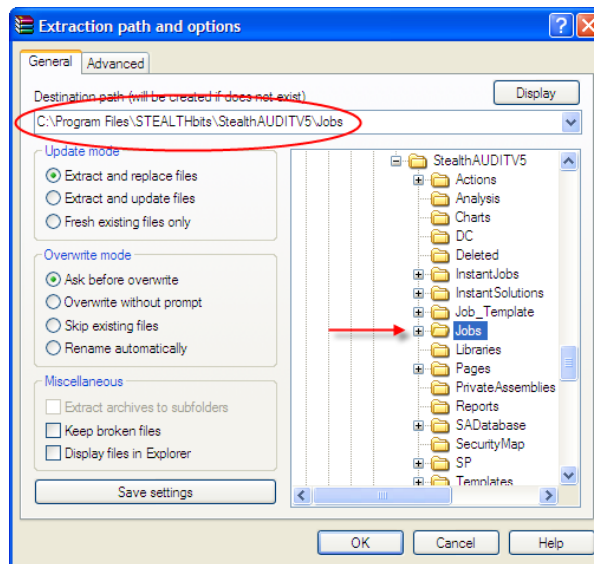 Extraction path and options
General
Advanced
Destination path (will be created if does not exist)
Display
C:\Program Files\STEALTHbits\StealthAUDITV5\Jobs
Update mode
Extract and replace files
Extract and update files
Fresh existing files only
Overwrite mode
Ask before overwrite
Overwrite without prompt
Skip existing files
Rename automatically
Miscellaneous
Extract archives to subfolders
Keep broken files
Display files in Explorer
Save settings
StealthAUDITV5
Actions
Analysis
Charts
DC
Deleted
InstantJobs
InstantSolutions
Job_Template
Jobs
Libraries
Pages
PrivateAssemblies
Reports
SADatabase
SecurityMap
SP
Templates
OK
Cancel
Help